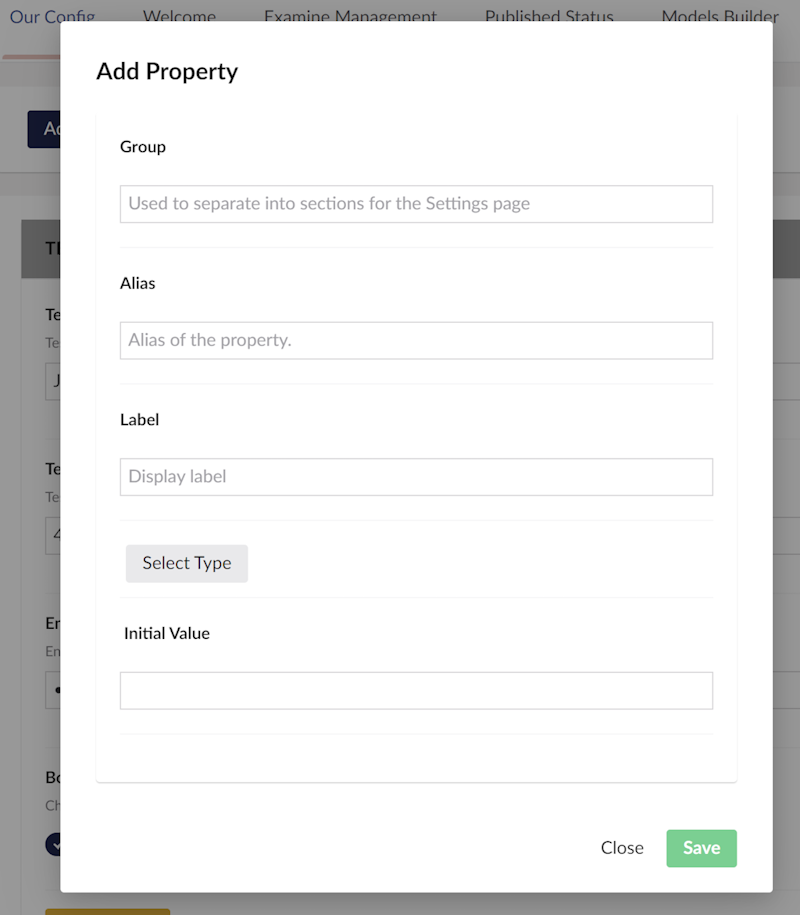 Our Config Welcome Examine Management Published Status Models Builder
Add Property
Group
Used to separate into sections for the Settings page
Alias
Alias of the property.
Label
Display label
Select Type
Initial Value
Close Save